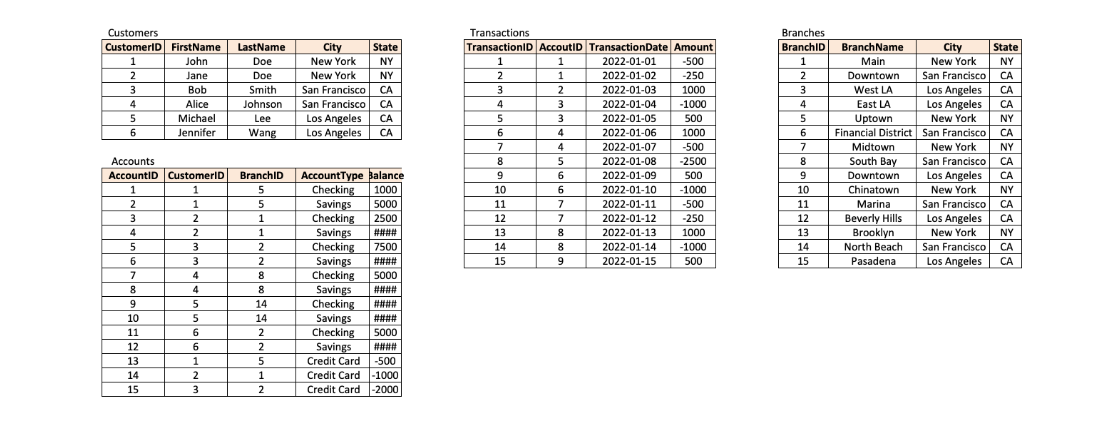 Customers
CustomerID FirstName LastName City State
1 John Doe New York NY
2 Jane Doe New York NY
3 Bob Smith San Francisco CA
4 Alice Johnson San Francisco CA
5 Michael Lee Los Angeles CA
6 Jennifer Wang Los Angeles CA
Accounts
AccountID CustomerID BranchID AccountType Balance
1 1 5 Checking 1000
2 1 5 Savings 5000
3 2 1 Checking 2500
4 2 1 Savings ####
5 3 2 Checking 7500
6 3 2 Savings ####
7 4 8 Checking 5000
8 4 8 Savings ####
9 5 14 Checking ####
10 5 14 Savings ####
11 6 2 Checking 5000
12 6 2 Savings ####
13 1 5 Credit Card -500
14 2 1 Credit Card -1000
15 3 2 Credit Card -2000
Transactions
TransactionID AccoutID TransactionDate Amount
1 1 2022-01-01 -500
2 1 2022-01-02 -250
3 2 2022-01-03 1000
4 3 2022-01-04 -1000
5 3 2022-01-05 500
6 4 2022-01-06 1000
7 4 2022-01-07 -500
8 5 2022-01-08 -2500
9 6 2022-01-09 500
10 6 2022-01-10 -1000
11 7 2022-01-11 -500
12 7 2022-01-12 -250
13 8 2022-01-13 1000
14 8 2022-01-14 -1000
15 9 2022-01-15 500
Branches
BranchID BranchName City State
1 Main New York NY
2 Downtown San Francisco CA
3 West LA Los Angeles CA
4 East LA Los Angeles CA
5 Uptown New York NY
6 Financial District San Francisco CA
7 Midtown New York NY
8 South Bay San Francisco CA
9 Downtown Los Angeles CA
10 Chinatown New York NY
11 Marina San Francisco CA
12 Beverly Hills Los Angeles CA
13 Brooklyn New York NY
14 North Beach San Francisco CA
15 Pasadena Los Angeles CA